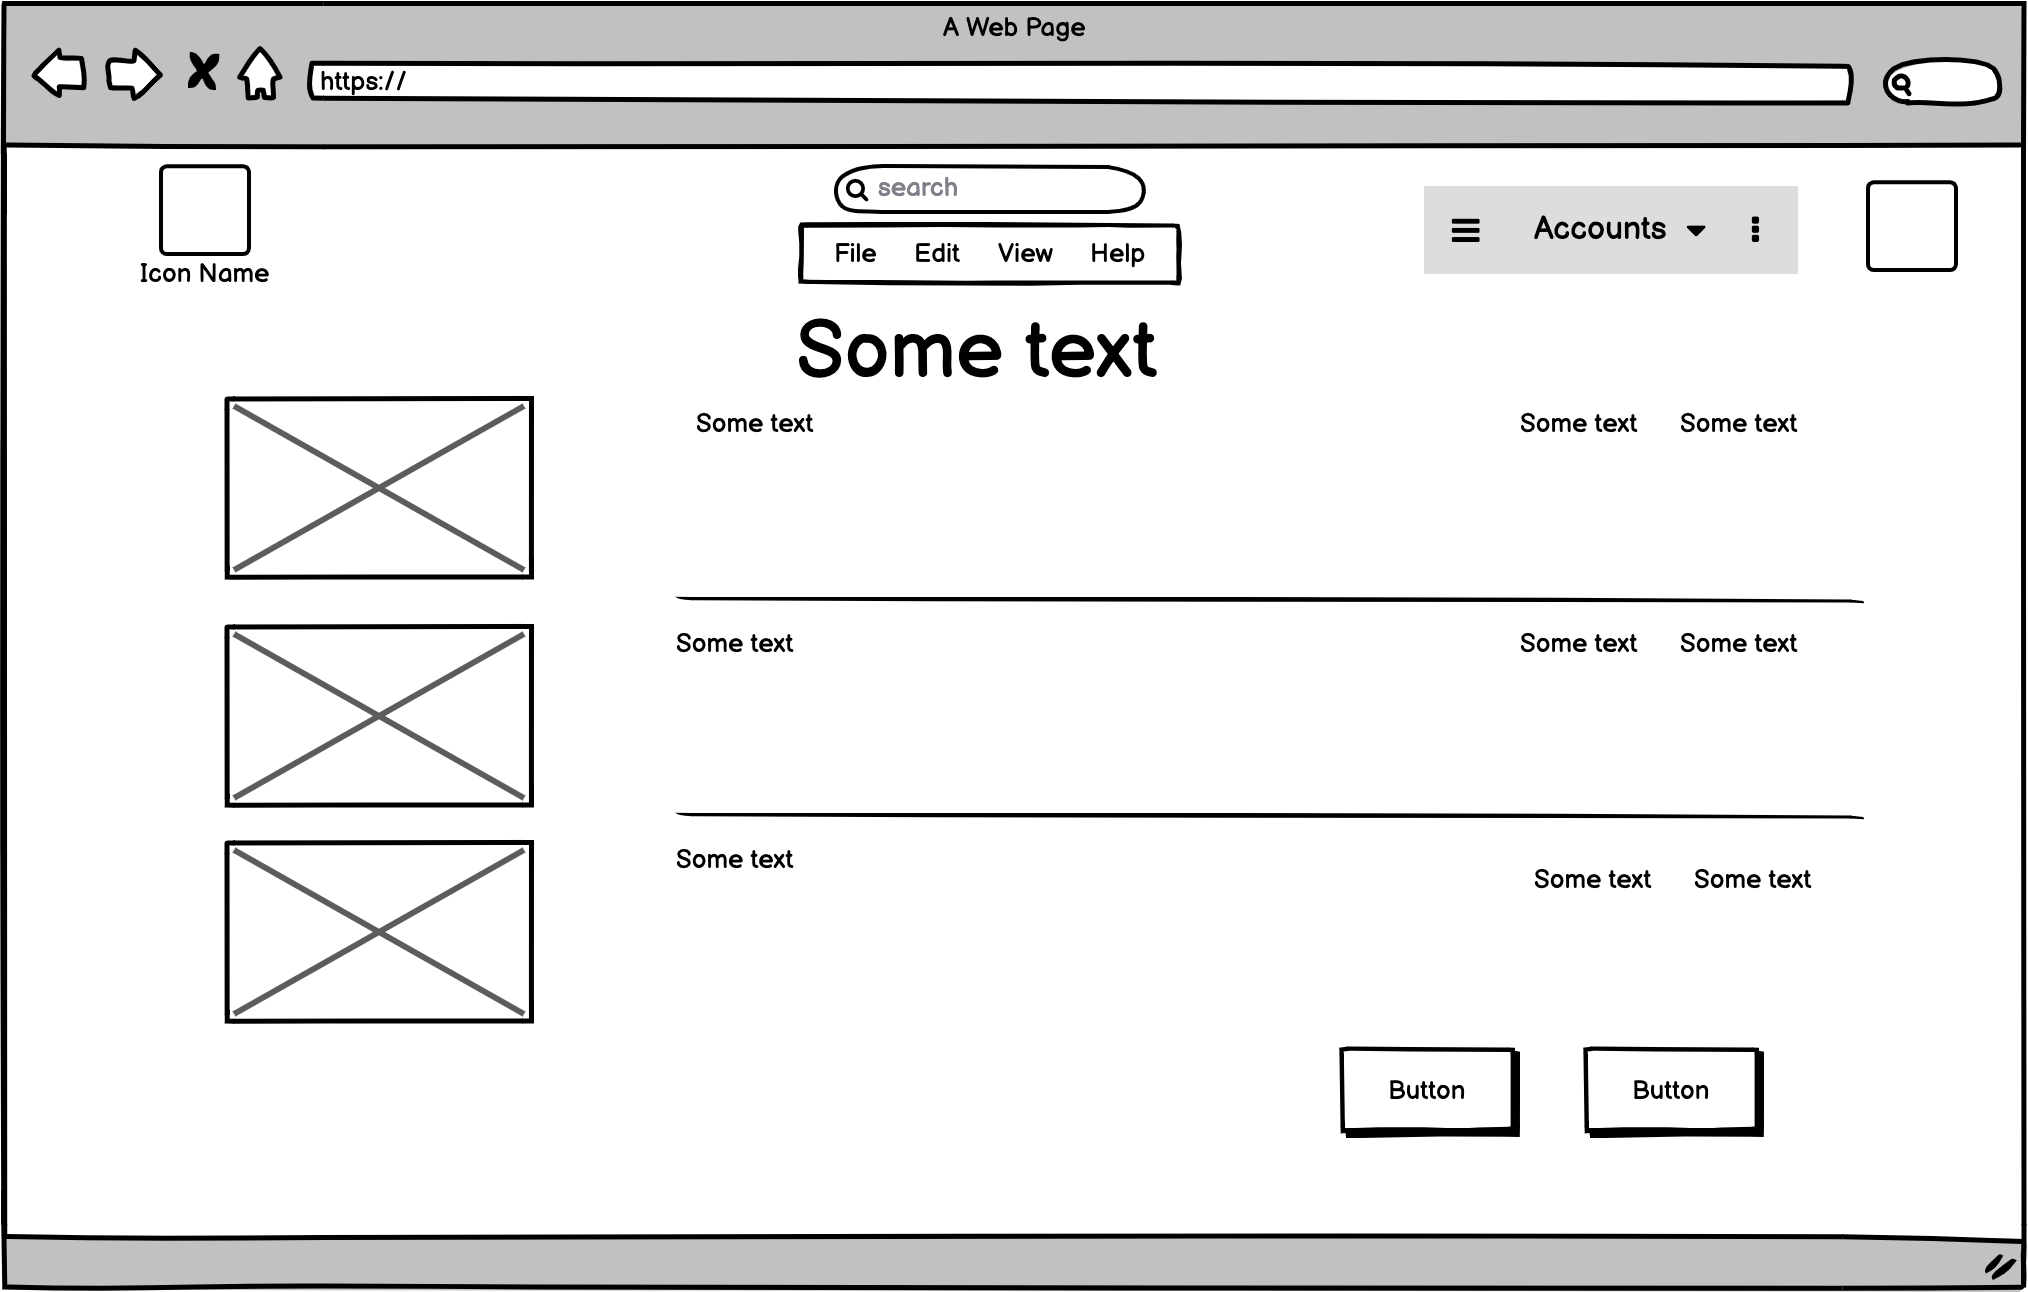 A Web Page
https://
search
File Edit View Help
Accounts
Icon Name
Some text
Some text Some text Some text
Some text Some text Some text
Some text
Some text Some text
Button Button